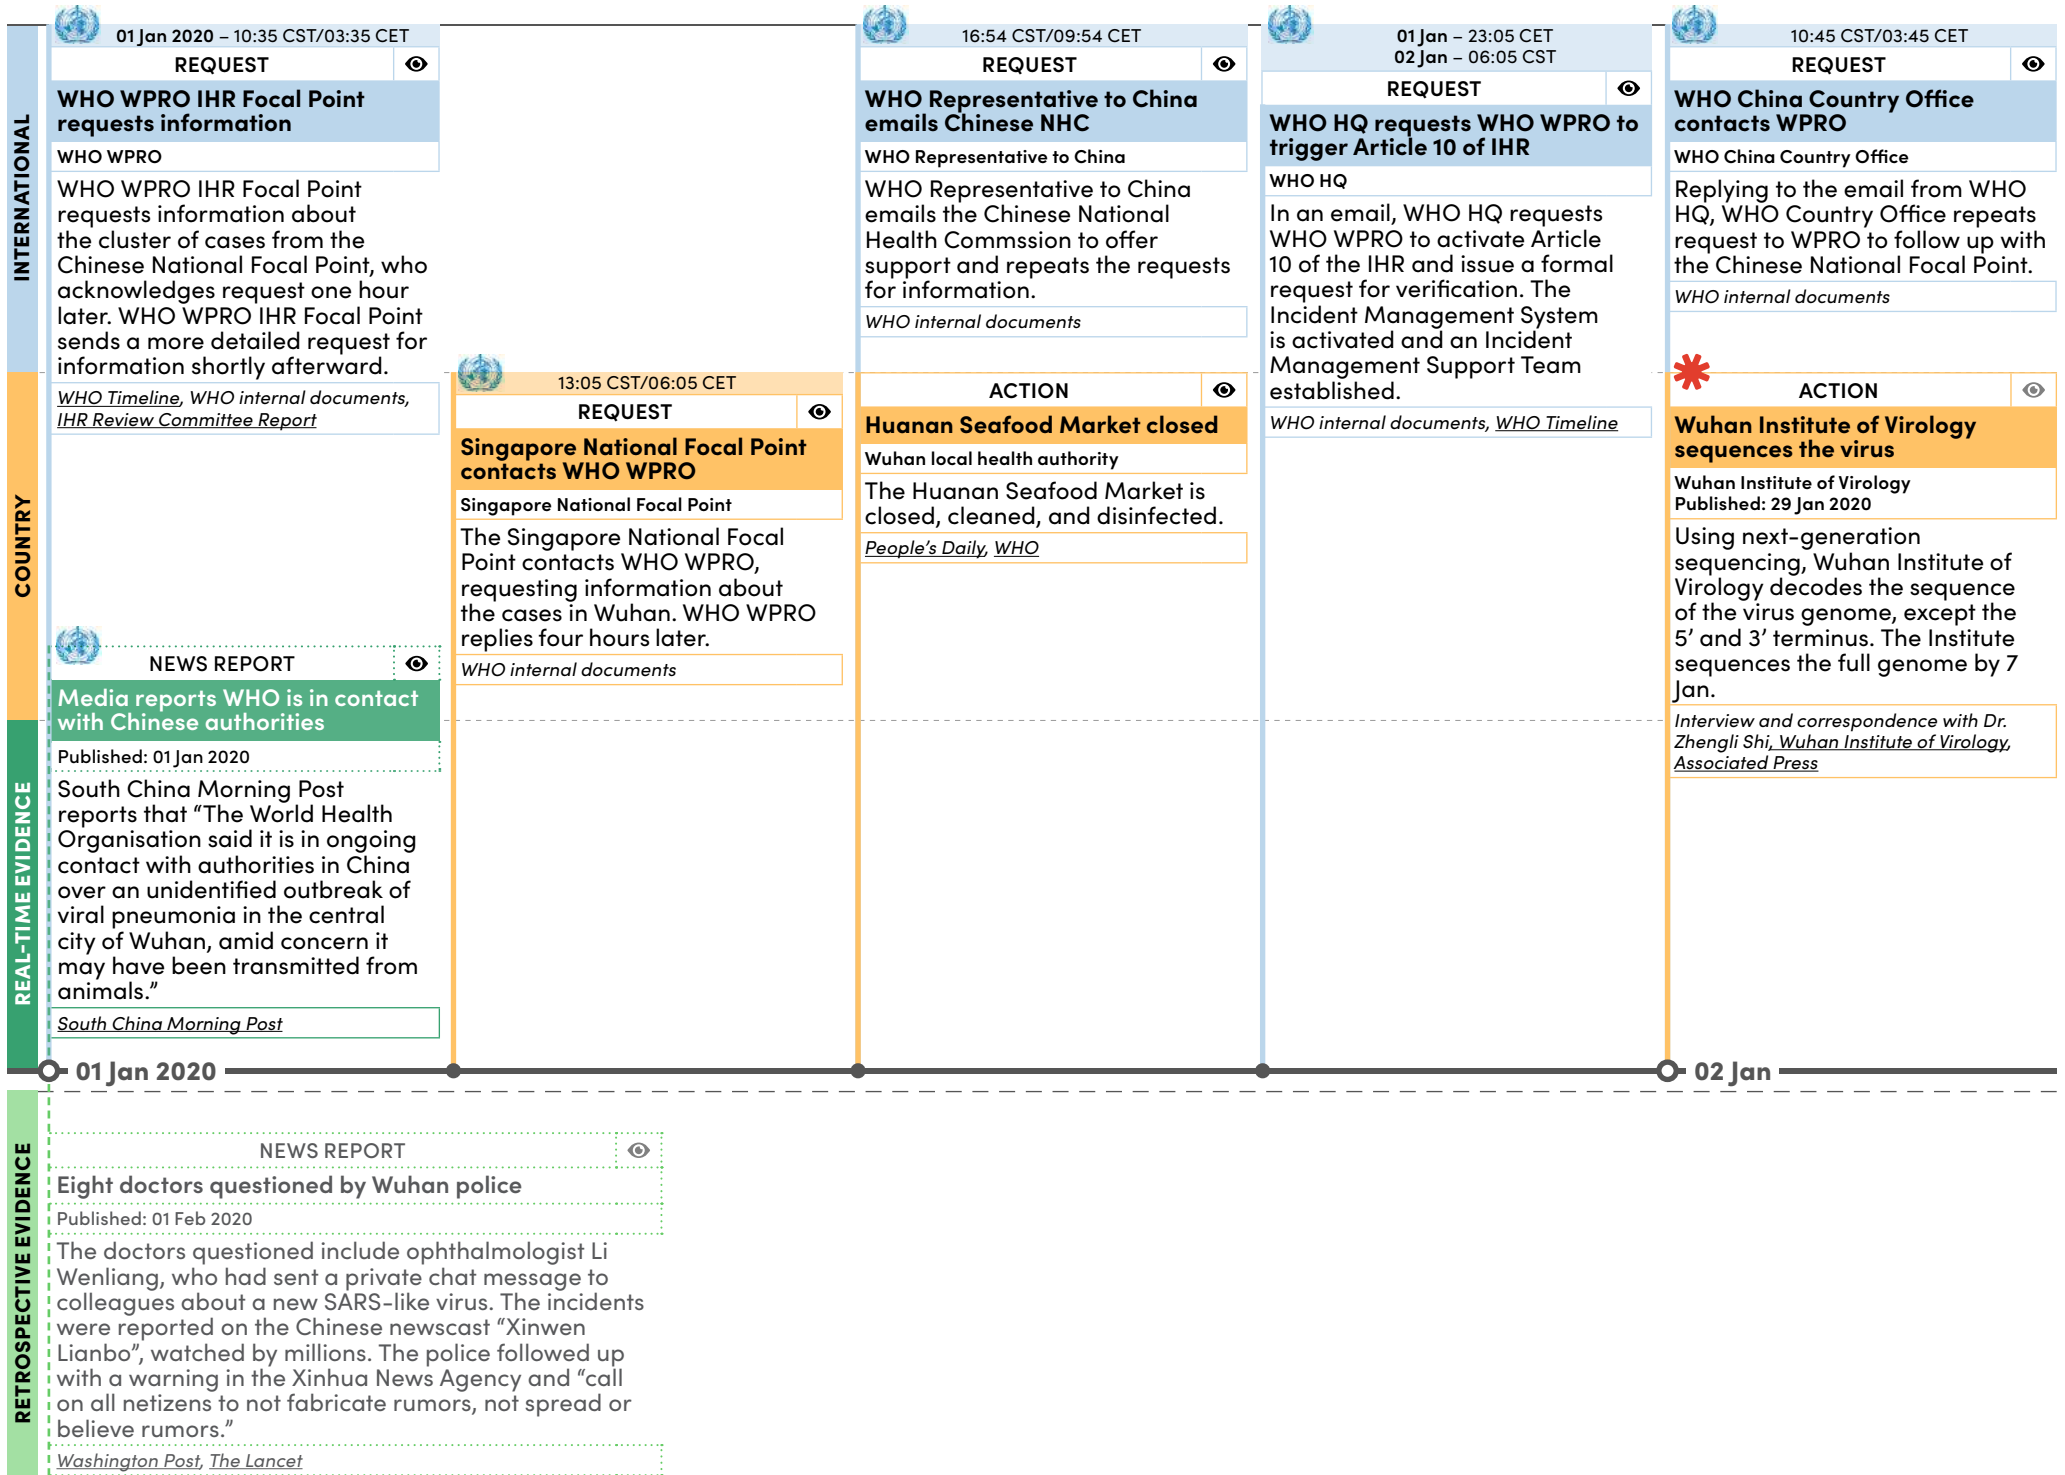 INTERNATIONAL
01 Jan 2020 – 10:35 CST/03:35 CET
REQUEST
WHO WPRO IHR Focal Point
requests information
WHO WPRO
WHO WPRO IHR Focal Point
requests information about
the cluster of cases from the
Chinese National Focal Point, who
acknowledges request one hour
later. WHO WPRO IHR Focal Point
sends a more detailed request for
information shortly afterward.
WHO Timeline, WHO internal documents,
IHR Review Committee Report
16:54 CST/09:54 CET
REQUEST
WHO Representative to China
emails Chinese NHC
WHO Representative to China
WHO Representative to China
emails the Chinese National
Health Commssion to offer
support and repeats the requests
for information.
WHO internal documents
01 Jan – 23:05 CET
02 Jan – 06:05 CST
REQUEST
WHO HQ requests WHO WPRO to
trigger Article 10 of IHR
WHO HQ
In an email, WHO HQ requests
WHO WPRO to activate Article
10 of the IHR and issue a formal
request for verification. The
Incident Management System
is activated and an Incident
Management Support Team
established.
WHO internal documents, WHO Timeline
10:45 CST/03:45 CET
REQUEST
WHO China Country Office
contacts WPRO
WHO China Country Office
Replying to the email from WHO
HQ, WHO Country Office repeats
request to WPRO to follow up with
the Chinese National Focal Point.
WHO internal documents
COUNTRY
13:05 CST/06:05 CET
REQUEST
Singapore National Focal Point
contacts WHO WPRO
Singapore National Focal Point
The Singapore National Focal
Point contacts WHO WPRO,
requesting information about
the cases in Wuhan. WHO WPRO
replies four hours later.
WHO internal documents
ACTION
Huanan Seafood Market closed
Wuhan local health authority
The Huanan Seafood Market is
closed, cleaned, and disinfected.
People’s Daily, WHO
ACTION
Wuhan Institute of Virology
sequences the virus
Wuhan Institute of Virology
Published: 29 Jan 2020
Using next-generation
sequencing, Wuhan Institute of
Virology decodes the sequence
of the virus genome, except the
5’ and 3’ terminus. The Institute
sequences the full genome by 7
Jan.
Interview and correspondence with Dr.
Zhengli Shi, Wuhan Institute of Virology,
Associated Press
REAL-TIME EVIDENCE
NEWS REPORT
Media reports WHO is in contact
with Chinese authorities
Published: 01 Jan 2020
South China Morning Post
reports that “The World Health
Organisation said it is in ongoing
contact with authorities in China
over an unidentified outbreak of
viral pneumonia in the central
city of Wuhan, amid concern it
may have been transmitted from
animals.”
South China Morning Post
01 Jan 2020
02 Jan
RETROSPECTIVE EVIDENCE
NEWS REPORT
Eight doctors questioned by Wuhan police
Published: 01 Feb 2020
The doctors questioned include ophthalmologist Li
Wenliang, who had sent a private chat message to
colleagues about a new SARS-like virus. The incidents
were reported on the Chinese newscast “Xinwen
Lianbo”, watched by millions. The police followed up
with a warning in the Xinhua News Agency and “call
on all netizens to not fabricate rumors, not spread or
believe rumors.”
Washington Post, The Lancet